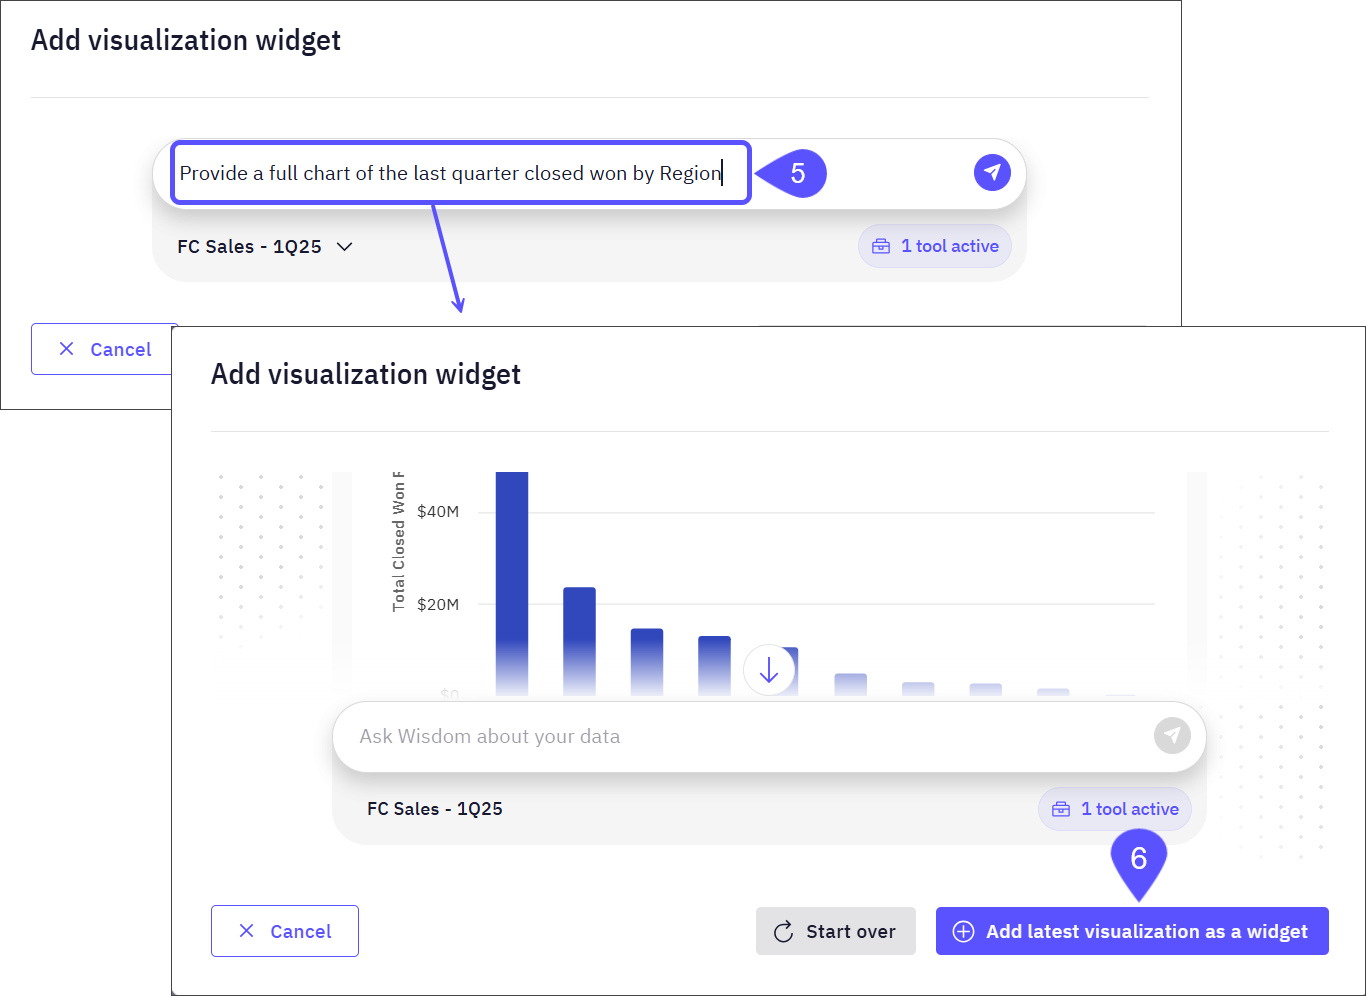 Add visualization widget
Provide a full chart of the last quarter closed won by Region
5
FC Sales - 1Q25
1 tool active
Cancel
Add visualization widget
Total Closed Won
$40M
$20M
$0
Ask Wisdom about your data
FC Sales - 1Q25
1 tool active
6
Cancel
Start over
Add latest visualization as a widget